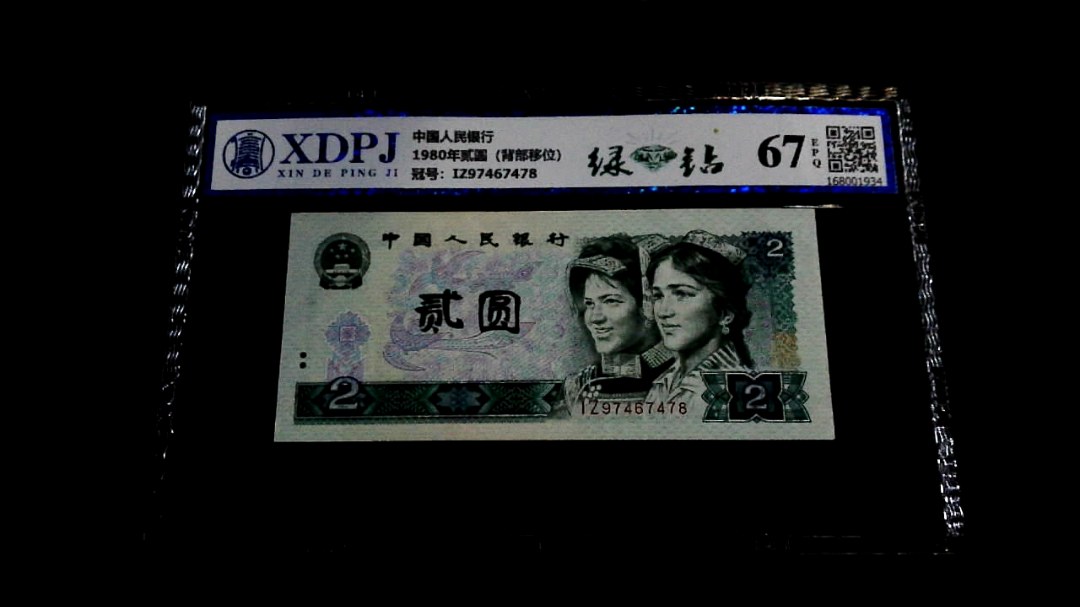 XDPJ
XIN DE PING JI
中国人民银行
1980年贰圆（背部移位）
冠号：IZ97467478
绿 钻
67 EPQ
168001934
中国人民银行
2
贰圆
2
IZ97467478
2